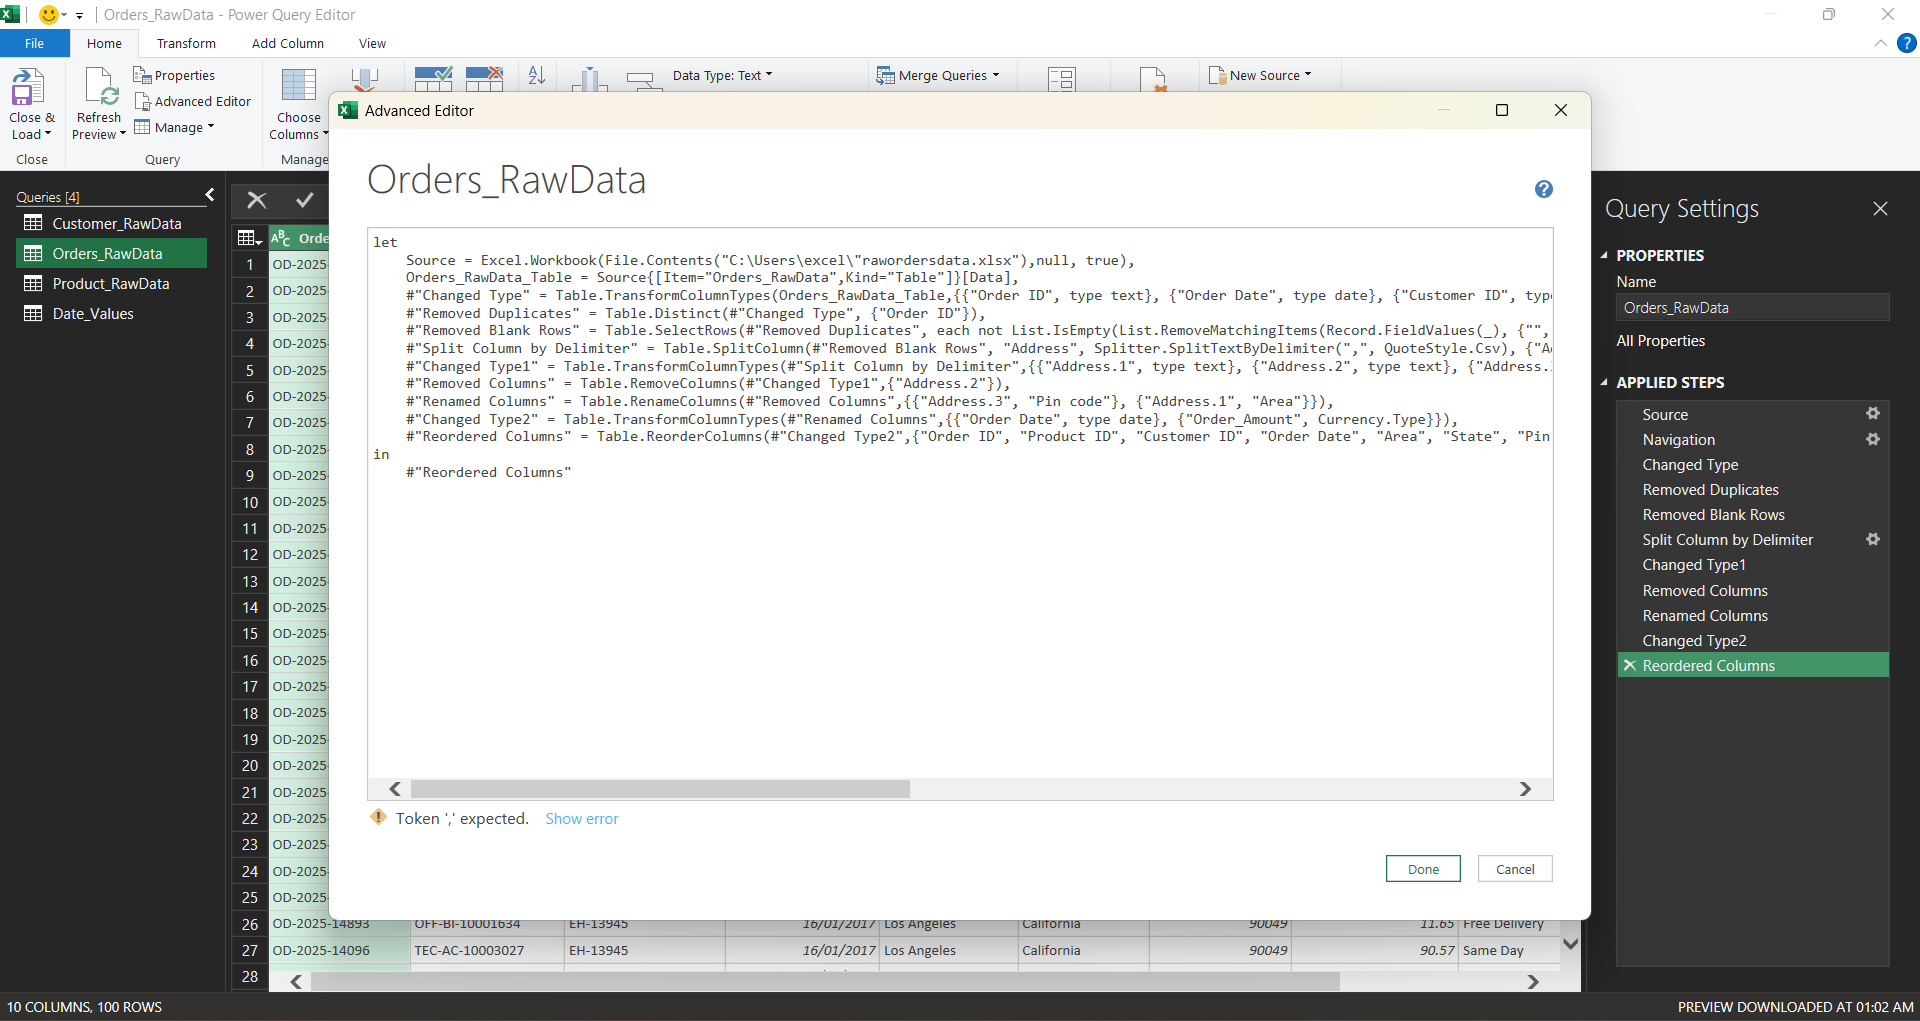 Orders_RawData - Power Query Editor
File Home Transform Add Column View
Close & Load
Close
Refresh Preview
Properties
Advanced Editor
Manage
Query
Choose Columns
Manage
Data Type: Text
Merge Queries
New Source
Queries [4]
Customer_RawData
Orders_RawData
Product_RawData
Date_Values
Advanced Editor
Orders_RawData
let
Source = Excel.Workbook(File.Contents("C:\Users\excel\"rawordersdata.xlsx"),null, true),
Orders_RawData_Table = Source{[Item="Orders_RawData",Kind="Table"]}[Data],
#"Changed Type" = Table.TransformColumnTypes(Orders_RawData_Table,{{"Order ID", type text}, {"Order Date", type date}, {"Customer ID", typ
#"Removed Duplicates" = Table.Distinct(#"Changed Type", {"Order ID"}),
#"Removed Blank Rows" = Table.SelectRows(#"Removed Duplicates", each not List.IsEmpty(List.RemoveMatchingItems(Record.FieldValues(_), {"",
#"Split Column by Delimiter" = Table.SplitColumn(#"Removed Blank Rows", "Address", Splitter.SplitTextByDelimiter(",", QuoteStyle.Csv), {"A
#"Changed Type1" = Table.TransformColumnTypes(#"Split Column by Delimiter",{{"Address.1", type text}, {"Address.2", type text}, {"Address.
#"Removed Columns" = Table.RemoveColumns(#"Changed Type1",{"Address.2"}),
#"Renamed Columns" = Table.RenameColumns(#"Removed Columns",{{"Address.3", "Pin code"}, {"Address.1", "Area"}}),
#"Changed Type2" = Table.TransformColumnTypes(#"Renamed Columns",{{"Order Date", type date}, {"Order_Amount", Currency.Type}}),
#"Reordered Columns" = Table.ReorderColumns(#"Changed Type2",{"Order ID", "Product ID", "Customer ID", "Order Date", "Area", "State", "Pin
in
#"Reordered Columns"
Token ',' expected. Show error
Done Cancel
ABC Orde
1 OD-2025-
2 OD-2025-
3 OD-2025-
4 OD-2025-
5 OD-2025-
6 OD-2025-
7 OD-2025-
8 OD-2025-
9 OD-2025-
10 OD-2025-
11 OD-2025-
12 OD-2025-
13 OD-2025-
14 OD-2025-
15 OD-2025-
16 OD-2025-
17 OD-2025-
18 OD-2025-
19 OD-2025-
20 OD-2025-
21 OD-2025-
22 OD-2025-
23 OD-2025-
24 OD-2025-
25 OD-2025-
26 OD-2025-14893 OFF-BI-10001634 EH-13945 16/01/2017 Los Angeles California 90049 11.65 Free Delivery
27 OD-2025-14096 TEC-AC-10003027 EH-13945 16/01/2017 Los Angeles California 90049 90.57 Same Day
28
Query Settings
PROPERTIES
Name
Orders_RawData
All Properties
APPLIED STEPS
Source
Navigation
Changed Type
Removed Duplicates
Removed Blank Rows
Split Column by Delimiter
Changed Type1
Removed Columns
Renamed Columns
Changed Type2
Reordered Columns
10 COLUMNS, 100 ROWS
PREVIEW DOWNLOADED AT 01:02 AM